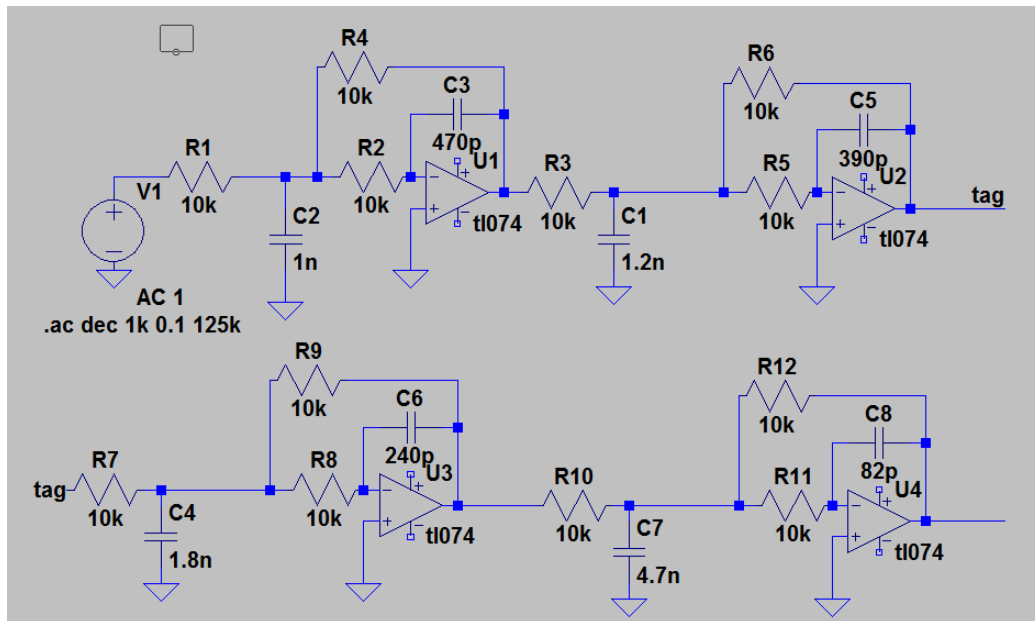 R4
10k
C3
470p
R1
10k
R2
10k
U1
V1
C2
1n
tl074
R3
10k
C1
1.2n
R6
10k
C5
390p
R5
10k
U2
tl074
tag
AC 1
.ac dec 1k 0.1 125k
R9
10k
C6
240p
tag
R7
10k
C4
1.8n
R8
10k
U3
tl074
R10
10k
C7
4.7n
R12
10k
C8
82p
R11
10k
U4
tl074